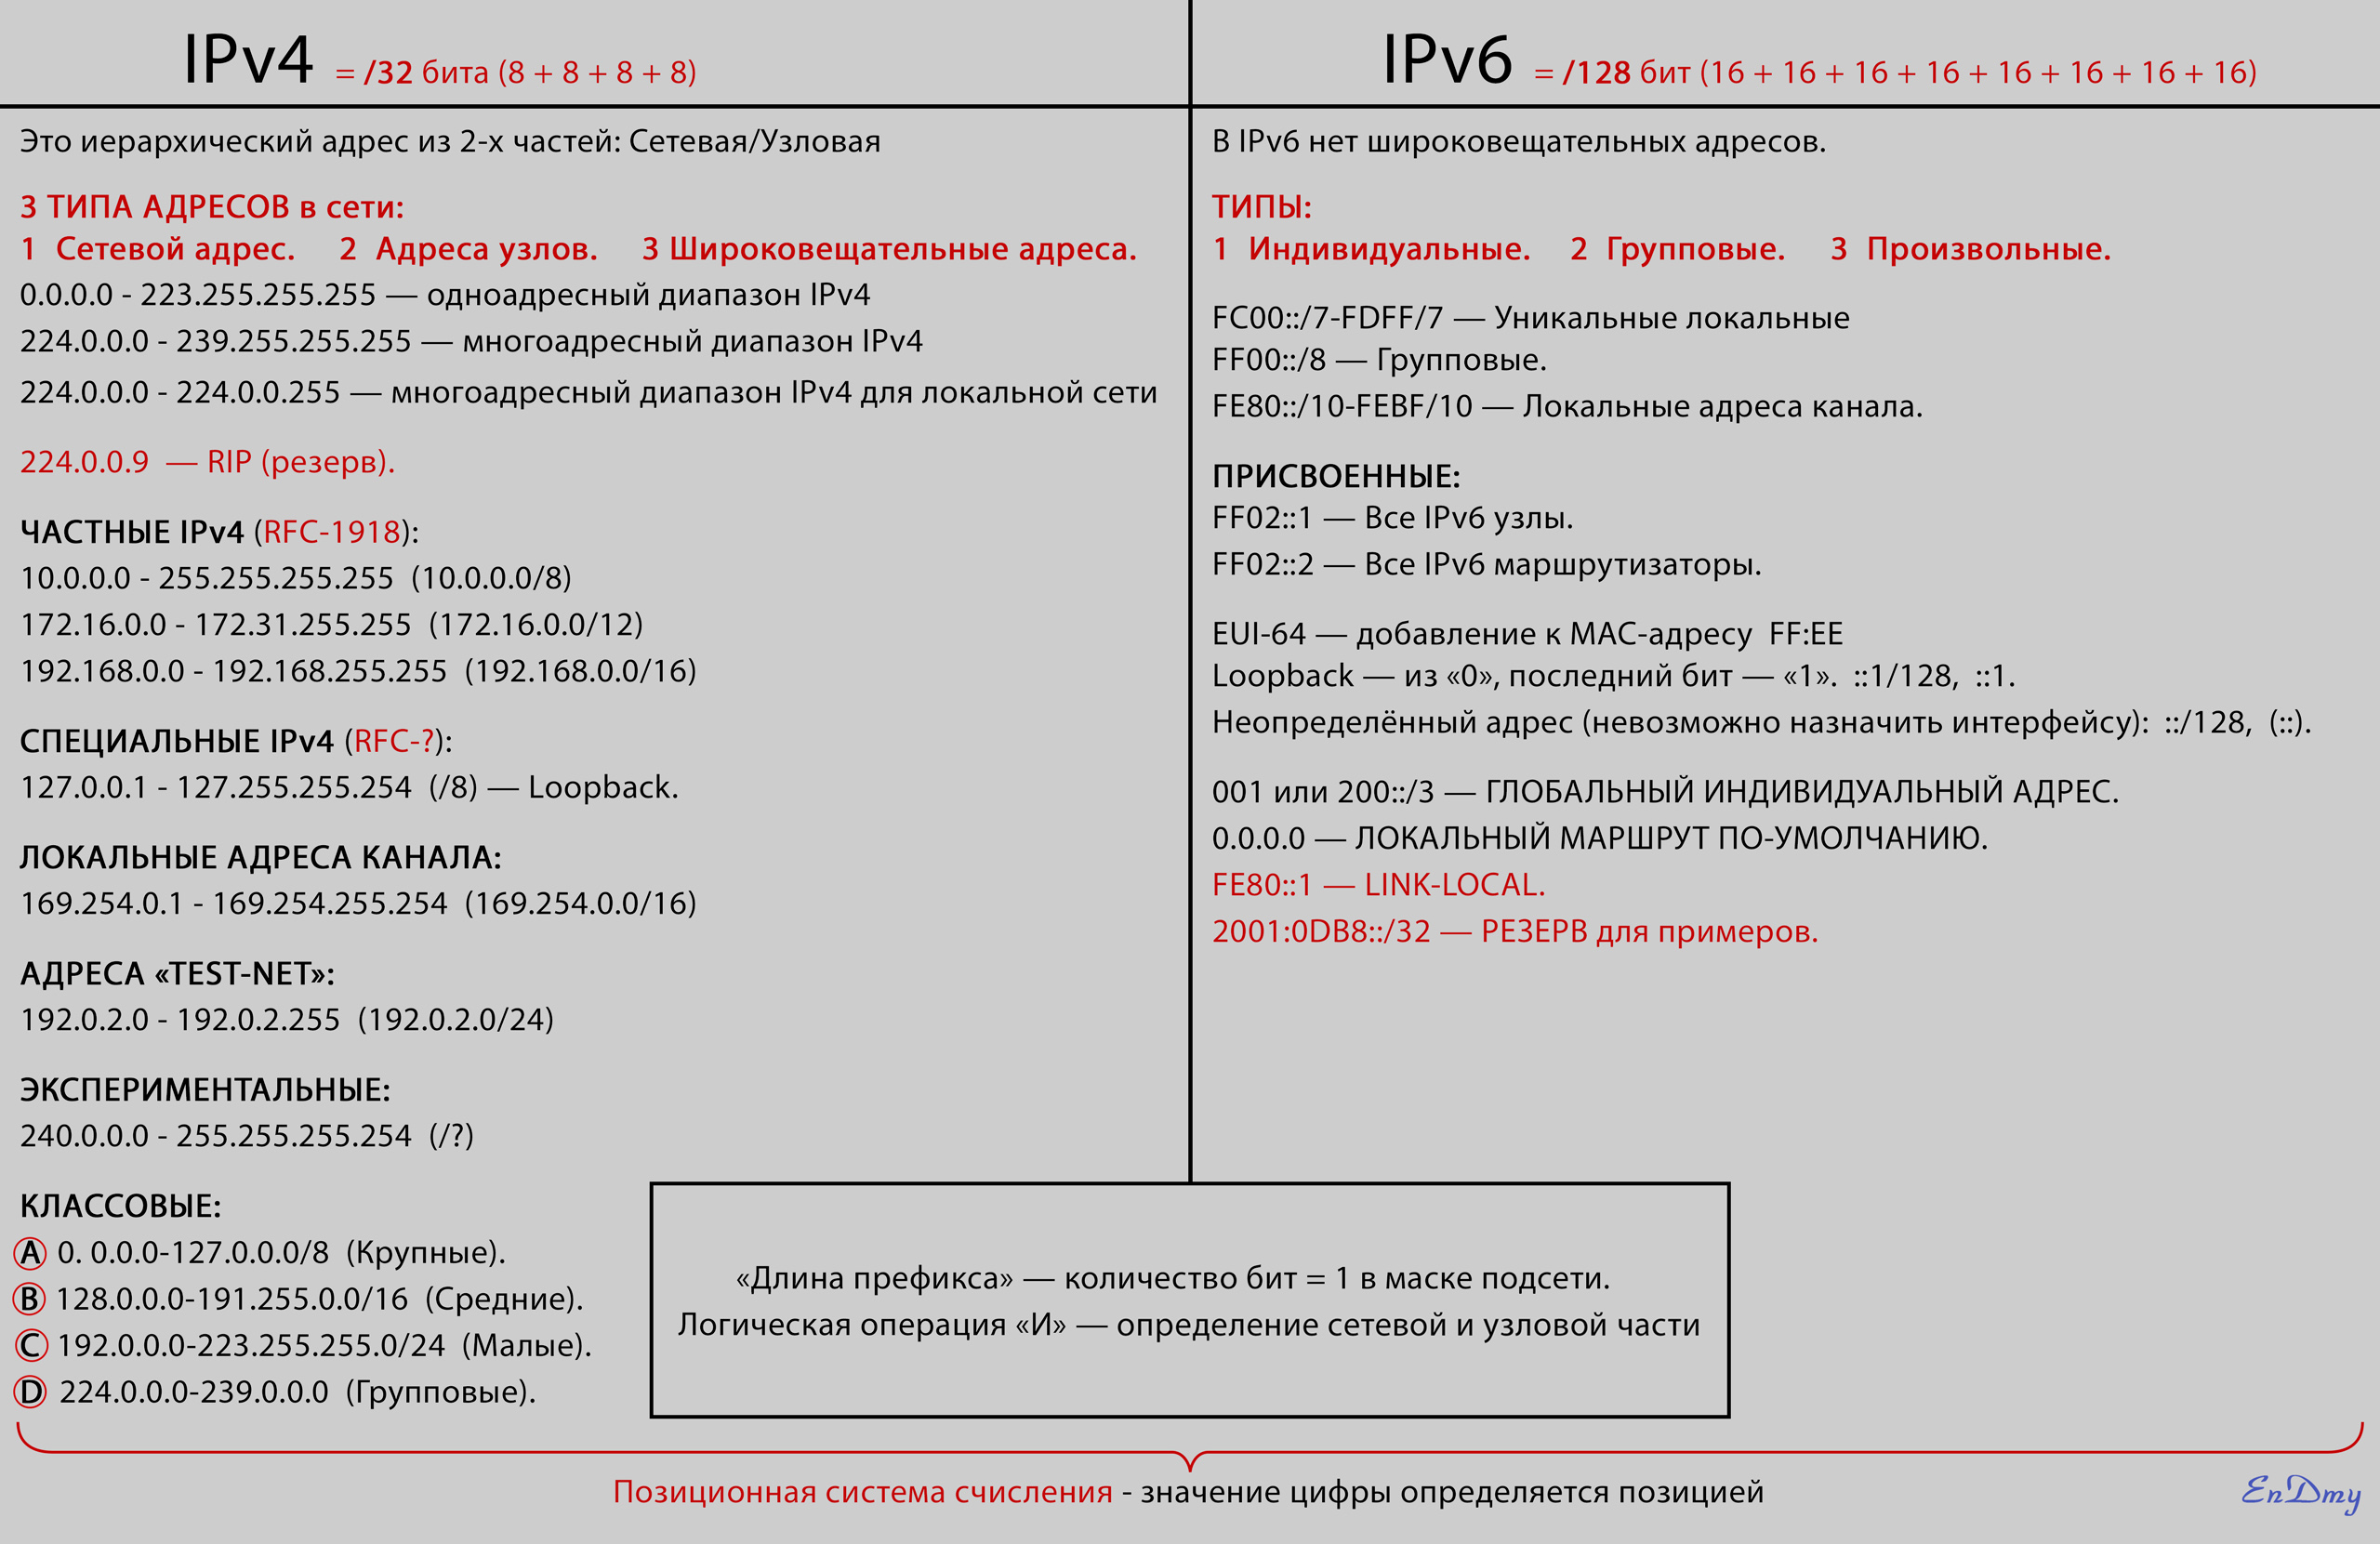 IPv4 = /32 бита (8 + 8 + 8 + 8)
Это иерархический адрес из 2-х частей: Сетевая/Узловая
3 ТИПА АДРЕСОВ в сети:
1 Сетевой адрес. 2 Адреса узлов. 3 Широковещательные адреса.
0.0.0.0 - 223.255.255.255 — одноадресный диапазон IPv4
224.0.0.0 - 239.255.255.255 — многоадресный диапазон IPv4
224.0.0.0 - 224.0.0.255 — многоадресный диапазон IPv4 для локальной сети
224.0.0.9 — RIP (резерв).
ЧАСТНЫЕ IPv4 (RFC-1918):
10.0.0.0 - 255.255.255.255 (10.0.0.0/8)
172.16.0.0 - 172.31.255.255 (172.16.0.0/12)
192.168.0.0 - 192.168.255.255 (192.168.0.0/16)
СПЕЦИАЛЬНЫЕ IPv4 (RFC-?):
127.0.0.1 - 127.255.255.254 (/8) — Loopback.
ЛОКАЛЬНЫЕ АДРЕСА КАНАЛА:
169.254.0.1 - 169.254.255.254 (169.254.0.0/16)
АДРЕСА «TEST-NET»:
192.0.2.0 - 192.0.2.255 (192.0.2.0/24)
ЭКСПЕРИМЕНТАЛЬНЫЕ:
240.0.0.0 - 255.255.255.254 (/?)
КЛАССОВЫЕ:
A 0. 0.0.0-127.0.0.0/8 (Крупные).
B 128.0.0.0-191.255.0.0/16 (Средние).
C 192.0.0.0-223.255.255.0/24 (Малые).
D 224.0.0.0-239.0.0.0 (Групповые).
IPv6 = /128 бит (16 + 16 + 16 + 16 + 16 + 16 + 16 + 16)
В IPv6 нет широковещательных адресов.
ТИПЫ:
1 Индивидуальные. 2 Групповые. 3 Произвольные.
FC00::/7-FDFF/7 — Уникальные локальные
FF00::/8 — Групповые.
FE80::/10-FEBF/10 — Локальные адреса канала.
ПРИСВОЕННЫЕ:
FF02::1 — Все IPv6 узлы.
FF02::2 — Все IPv6 маршрутизаторы.
EUI-64 — добавление к MAC-адресу FF:EE
Loopback — из «0», последний бит — «1». ::1/128, ::1.
Неопределённый адрес (невозможно назначить интерфейсу): ::/128, (::).
001 или 200::/3 — ГЛОБАЛЬНЫЙ ИНДИВИДУАЛЬНЫЙ АДРЕС.
0.0.0.0 — ЛОКАЛЬНЫЙ МАРШРУТ ПО-УМОЛЧАНИЮ.
FE80::1 — LINK-LOCAL.
2001:0DB8::/32 — РЕЗЕРВ для примеров.
«Длина префикса» — количество бит = 1 в маске подсети.
Логическая операция «И» — определение сетевой и узловой части
Позиционная система счисления - значение цифры определяется позицией
EnDmy